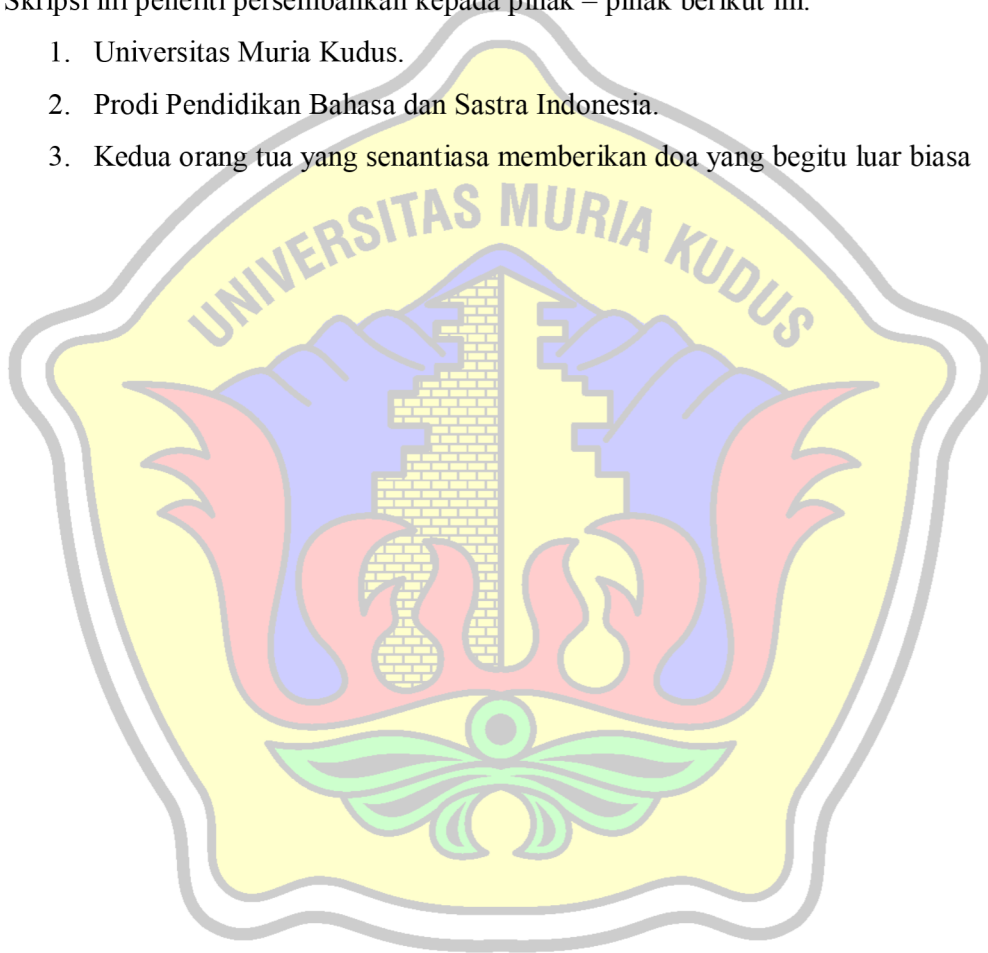 Skripsi ini peneliti persembahkan kepada pihak – pihak berikut ini.
1. Universitas Muria Kudus.
2. Prodi Pendidikan Bahasa dan Sastra Indonesia.
3. Kedua orang tua yang senantiasa memberikan doa yang begitu luar biasa
UNIVERSITAS MURIA KUDUS